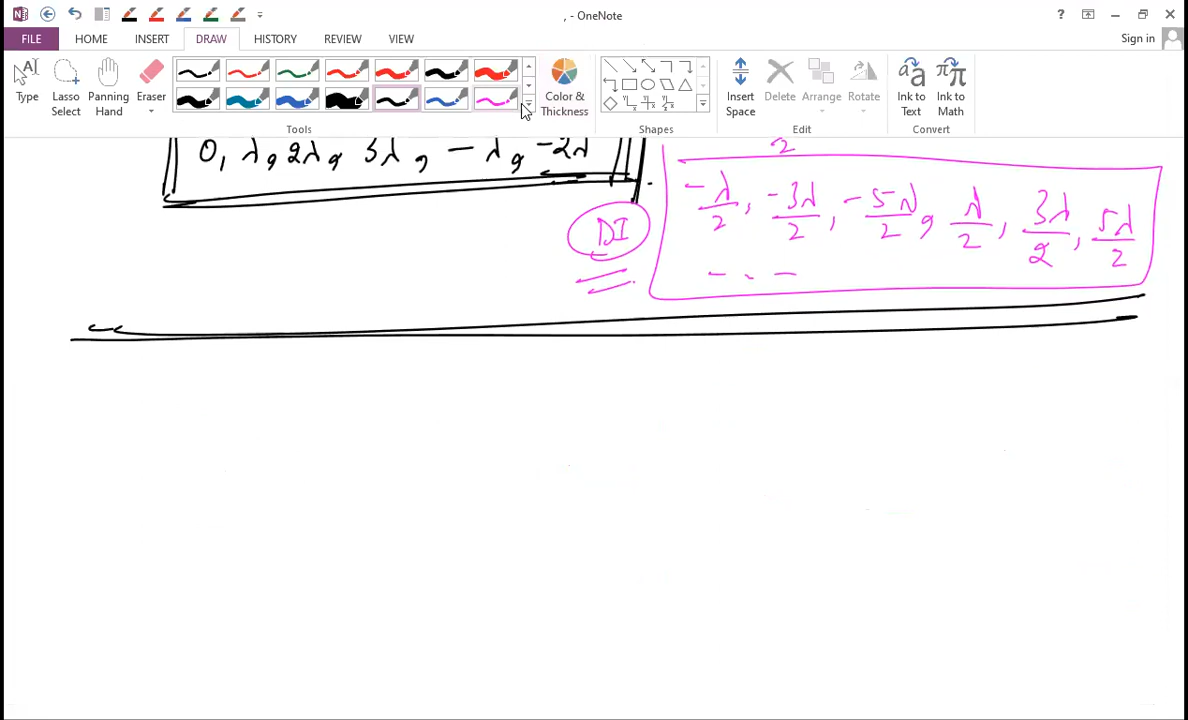 , - OneNote
?
FILE HOME INSERT DRAW HISTORY REVIEW VIEW
Sign in
Type
Lasso Select
Panning Hand
Eraser
Color & Thickness
Insert Space
Delete
Arrange
Rotate
Ink to Text
Ink to Math
Tools
Shapes
Edit
Convert
0, λ, 2λ, 3λ, -λ, -2λ
2
-λ/2, -3λ/2, -5λ/2, λ/2, 3λ/2, 5λ/2
- . -
DI